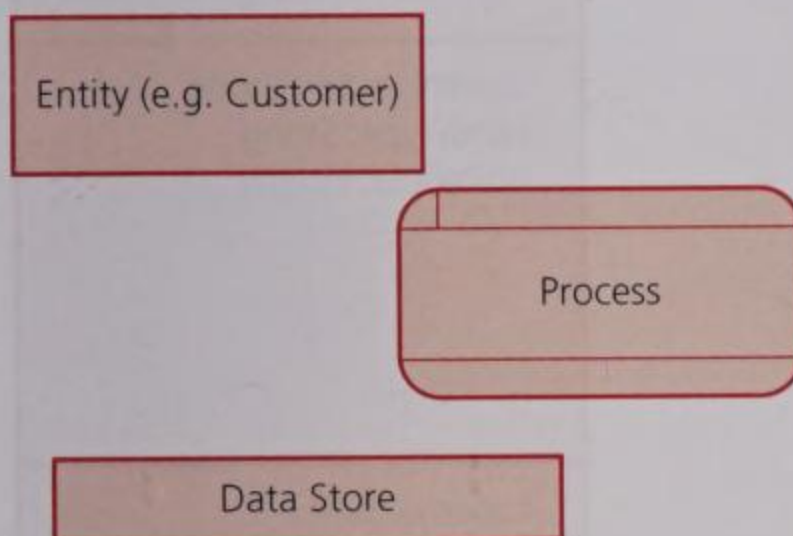 Entity (e.g. Customer)
Process
Data Store